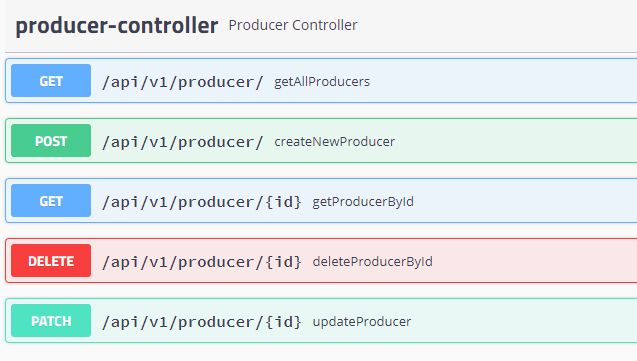 producer-controller Producer Controller
GET /api/v1/producer/ getAllProducers
POST /api/v1/producer/ createNewProducer
GET /api/v1/producer/{id} getProducerById
DELETE /api/v1/producer/{id} deleteProducerById
PATCH /api/v1/producer/{id} updateProducer